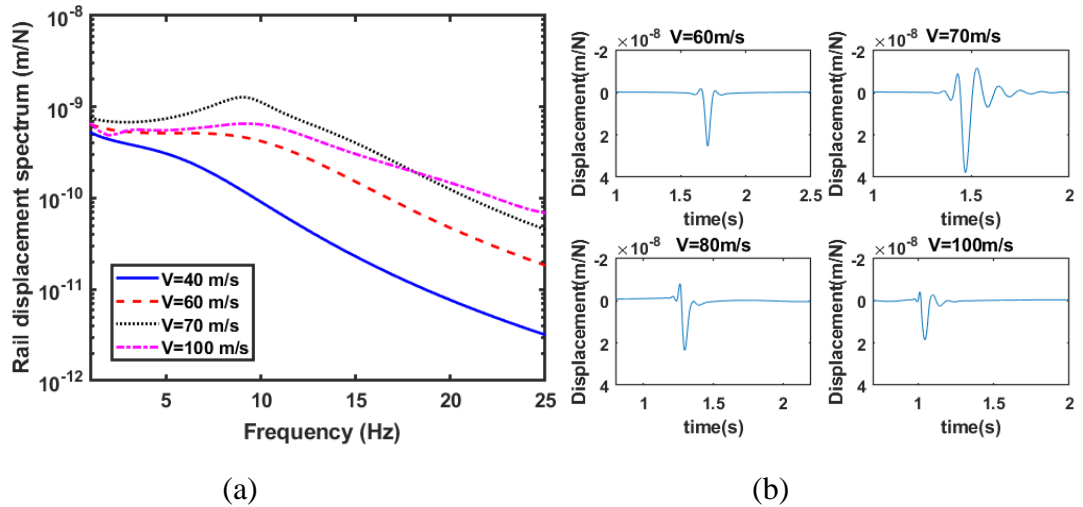 Rail displacement spectrum (m/N)
10^-8
10^-9
10^-10
10^-11
10^-12
V=40 m/s
V=60 m/s
V=70 m/s
V=100 m/s
5 10 15 20 25
Frequency (Hz)
(a)
×10^-8 V=60m/s
Displacement(m/N)
-2
0
2
4
1 1.5 2 2.5
time(s)
×10^-8 V=70m/s
Displacement(m/N)
-2
0
2
4
1 1.5 2
time(s)
×10^-8 V=80m/s
Displacement(m/N)
-2
0
2
4
1 1.5 2
time(s)
×10^-8 V=100m/s
Displacement(m/N)
-2
0
2
4
1 1.5 2
time(s)
(b)